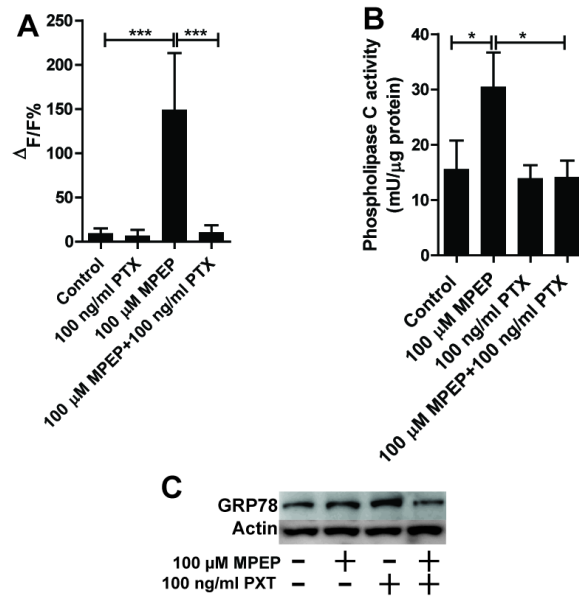 A
*** ***
ΔF/F%
250
200
150
100
50
0
Control
100 ng/ml PTX
100 µM MPEP
100 µM MPEP+100 ng/ml PTX
B
* *
Phospholipase C activity
(mU/µg protein)
40
30
20
10
0
Control
100 µM MPEP
100 ng/ml PTX
100 µM MPEP+100 ng/ml PTX
C
GRP78
Actin
100 µM MPEP - + - +
100 ng/ml PXT - - + +